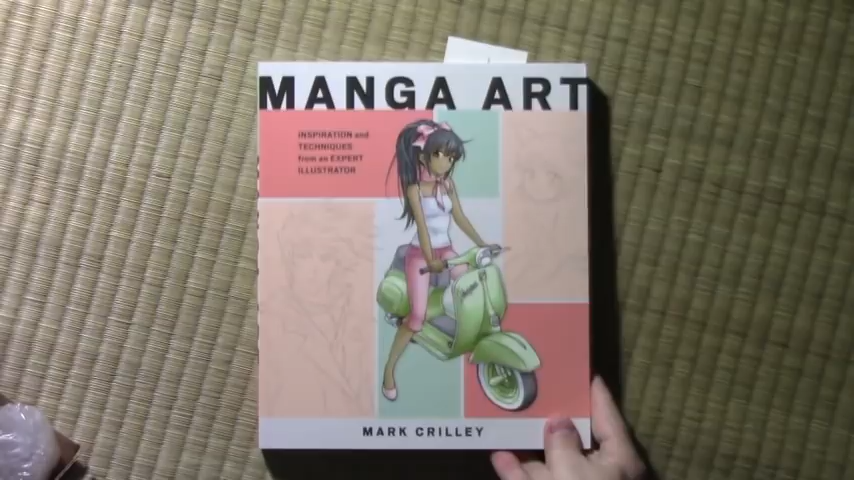 MANGA ART
INSPIRATION and
TECHNIQUES
from an EXPERT
ILLUSTRATOR
MARK CRILLEY